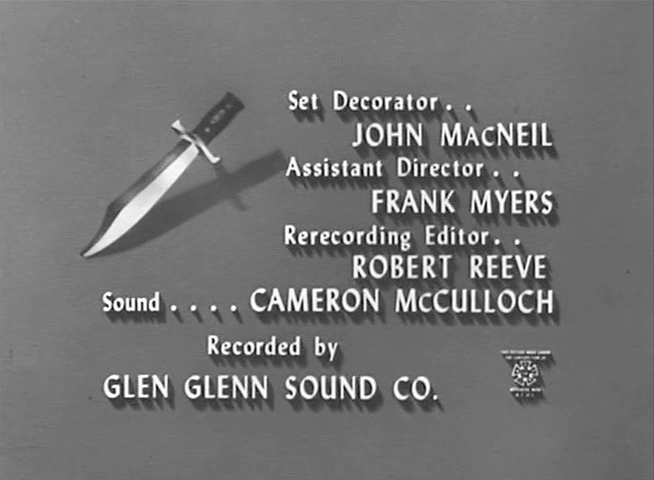 Set Decorator . .
JOHN MACNEIL
Assistant Director . .
FRANK MYERS
Rerecording Editor. .
ROBERT REEVE
Sound . . . . CAMERON McCULLOCH
Recorded by
GLEN GLENN SOUND CO.